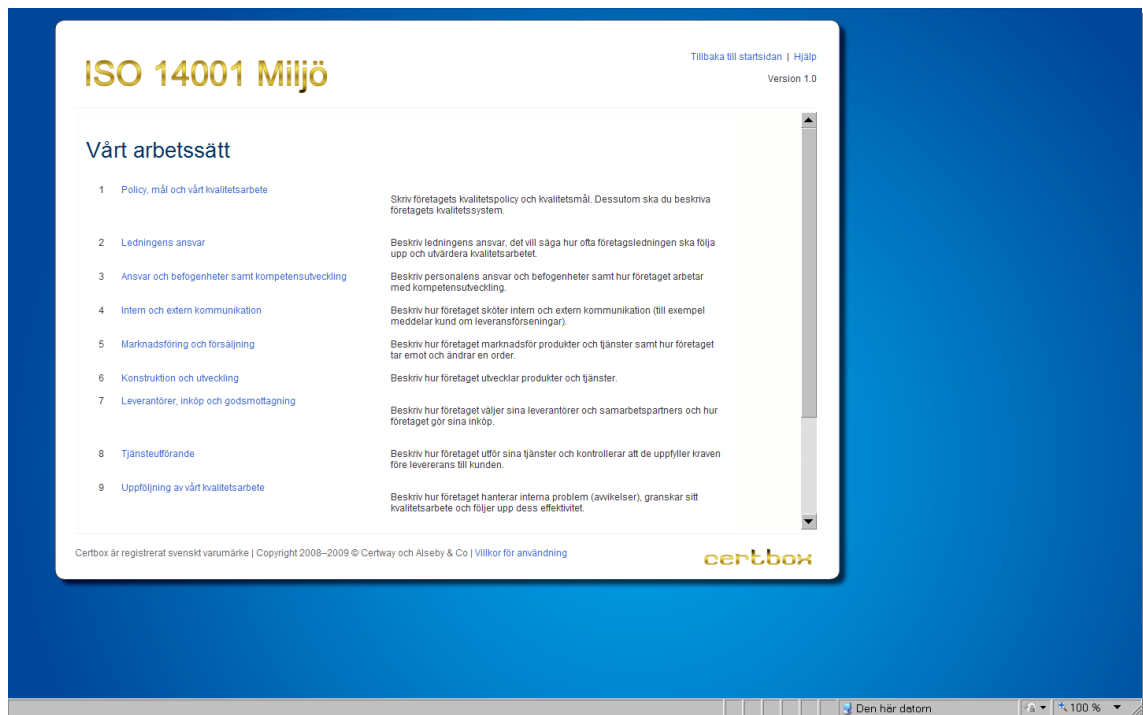 Tillbaka till startsidan | Hjälp
ISO 14001 Miljö
Version 1.0
Vårt arbetssätt
1 Policy, mål och vårt kvalitetsarbete
Skriv företagets kvalitetspolicy och kvalitetsmål. Dessutom ska du beskriva
företagets kvalitetssystem.
2 Ledningens ansvar Beskriv ledningens ansvar, det vill säga hur ofta företagsledningen ska följa
upp och utvärdera kvalitetsarbetet.
3 Ansvar och befogenheter samt kompetensutveckling Beskriv personalens ansvar och befogenheter samt hur företaget arbetar
med kompetensutveckling.
4 Intern och extern kommunikation Beskriv hur företaget sköter intern och extern kommunikation (till exempel
meddelar kund om leveransförseningar).
5 Marknadsföring och försäljning Beskriv hur företaget marknadsför produkter och tjänster samt hur företaget
tar emot och ändrar en order.
6 Konstruktion och utveckling Beskriv hur företaget utvecklar produkter och tjänster.
7 Leverantörer, inköp och godsmottagning
Beskriv hur företaget väljer sina leverantörer och samarbetspartners och hur
företaget gör sina inköp.
8 Tjänsteutförande Beskriv hur företaget utför sina tjänster och kontrollerar att de uppfyller kraven
före levererans till kunden.
9 Uppföljning av vårt kvalitetsarbete
Beskriv hur företaget hanterar interna problem (avvikelser), granskar sitt
kvalitetsarbete och följer upp dess effektivitet.
Certbox är registrerat svenskt varumärke | Copyright 2008–2009 © Certway och Alseby & Co | Villkor för användning
certbox
Den här datorn 100 %